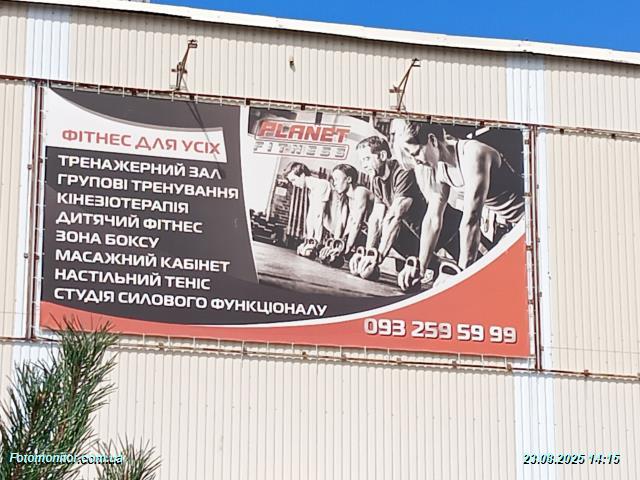 ФІТНЕС ДЛЯ УСІХ
PLANET
FITNESS
ТРЕНАЖЕРНИЙ ЗАЛ
ГРУПОВІ ТРЕНУВАННЯ
КІНЕЗІОТЕРАПІЯ
ДИТЯЧИЙ ФІТНЕС
ЗОНА БОКСУ
МАСАЖНИЙ КАБІНЕТ
НАСТІЛЬНИЙ ТЕНІС
СТУДІЯ СИЛОВОГО ФУНКЦІОНАЛУ
093 259 59 99
Fotomonitor.com.ua
23.08.2025 14:15